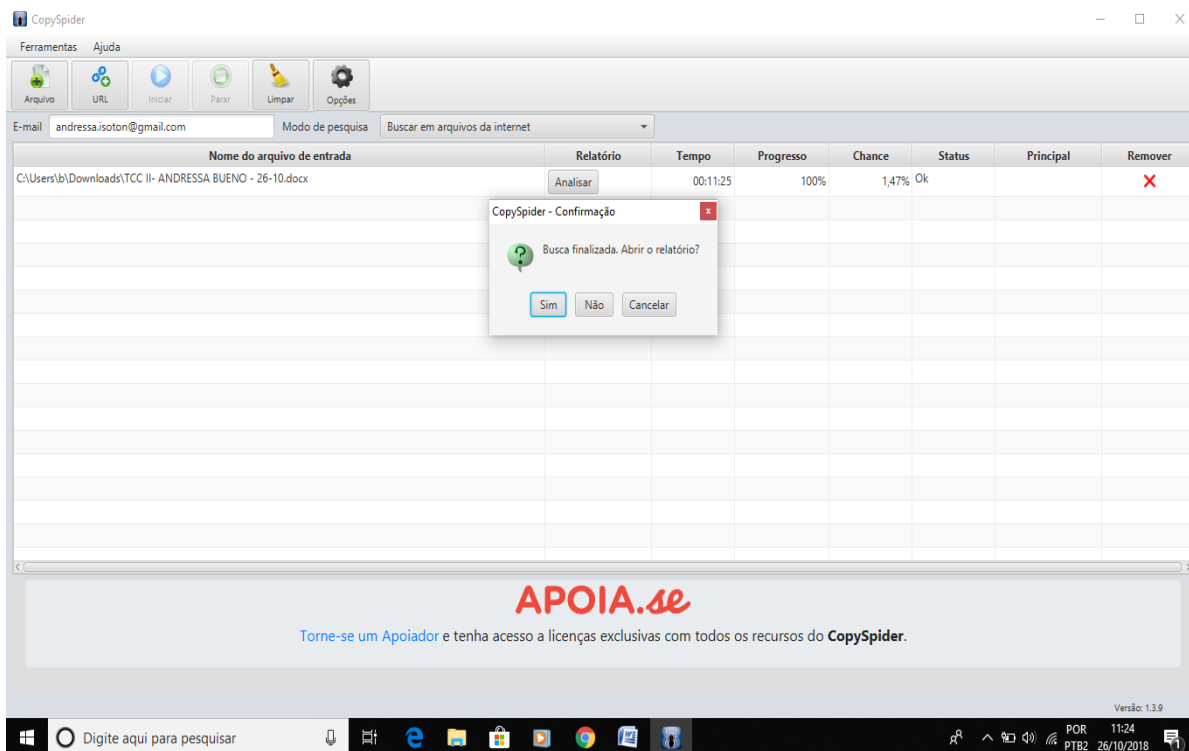 CopySpider
Ferramentas Ajuda
Arquivo URL Iniciar Parar Limpar Opções
E-mail andressa.isoton@gmail.com Modo de pesquisa Buscar em arquivos da internet
Nome do arquivo de entrada Relatório Tempo Progresso Chance Status Principal Remover
C:\Users\b\Downloads\TCC II- ANDRESSA BUENO - 26-10.docx Analisar 00:11:25 100% 1,47% Ok
CopySpider - Confirmação
Busca finalizada. Abrir o relatório?
Sim Não Cancelar
APOIA.se
Torne-se um Apoiador e tenha acesso a licenças exclusivas com todos os recursos do CopySpider.
Versão: 1.3.9
Digite aqui para pesquisar
POR 11:24
PTB2 26/10/2018
1